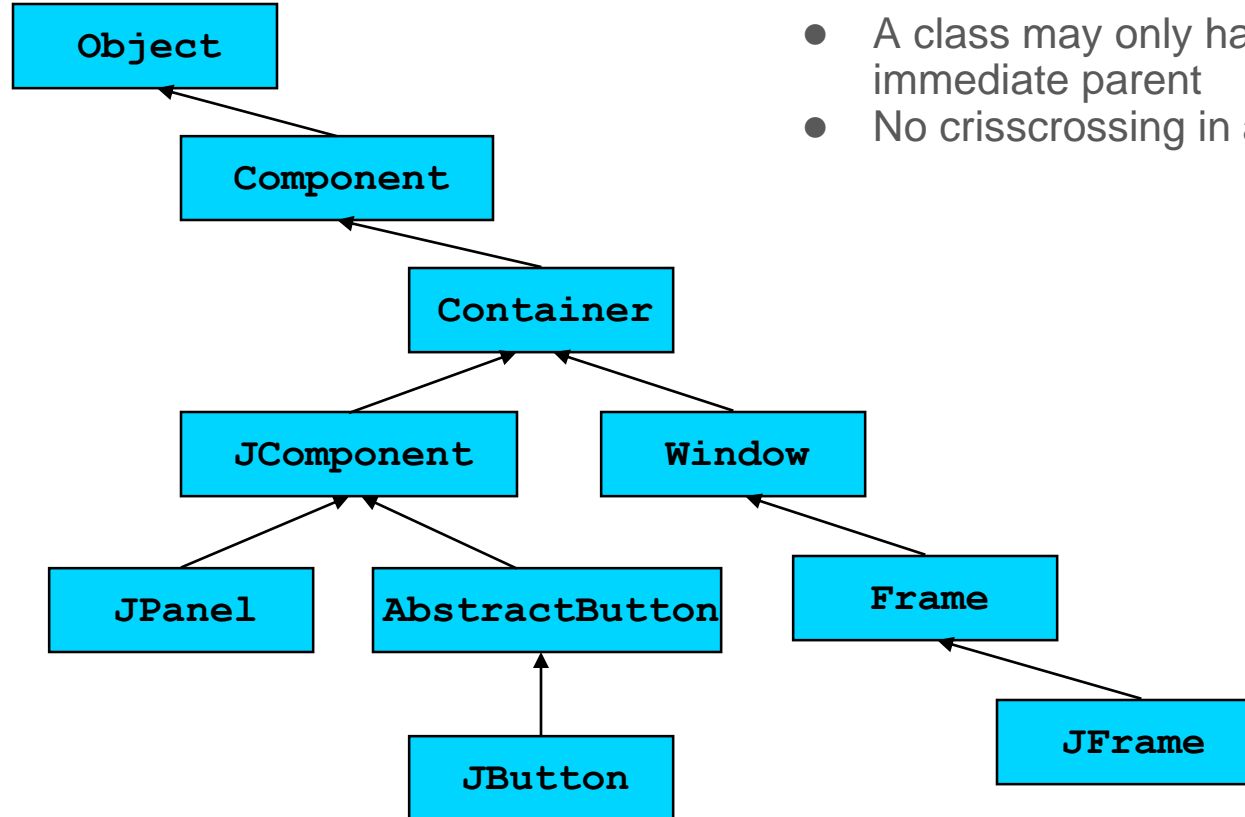 Object
● A class may only ha
immediate parent
● No crisscrossing in a
Component
Container
JComponent
Window
JPanel
AbstractButton
Frame
JButton
JFrame